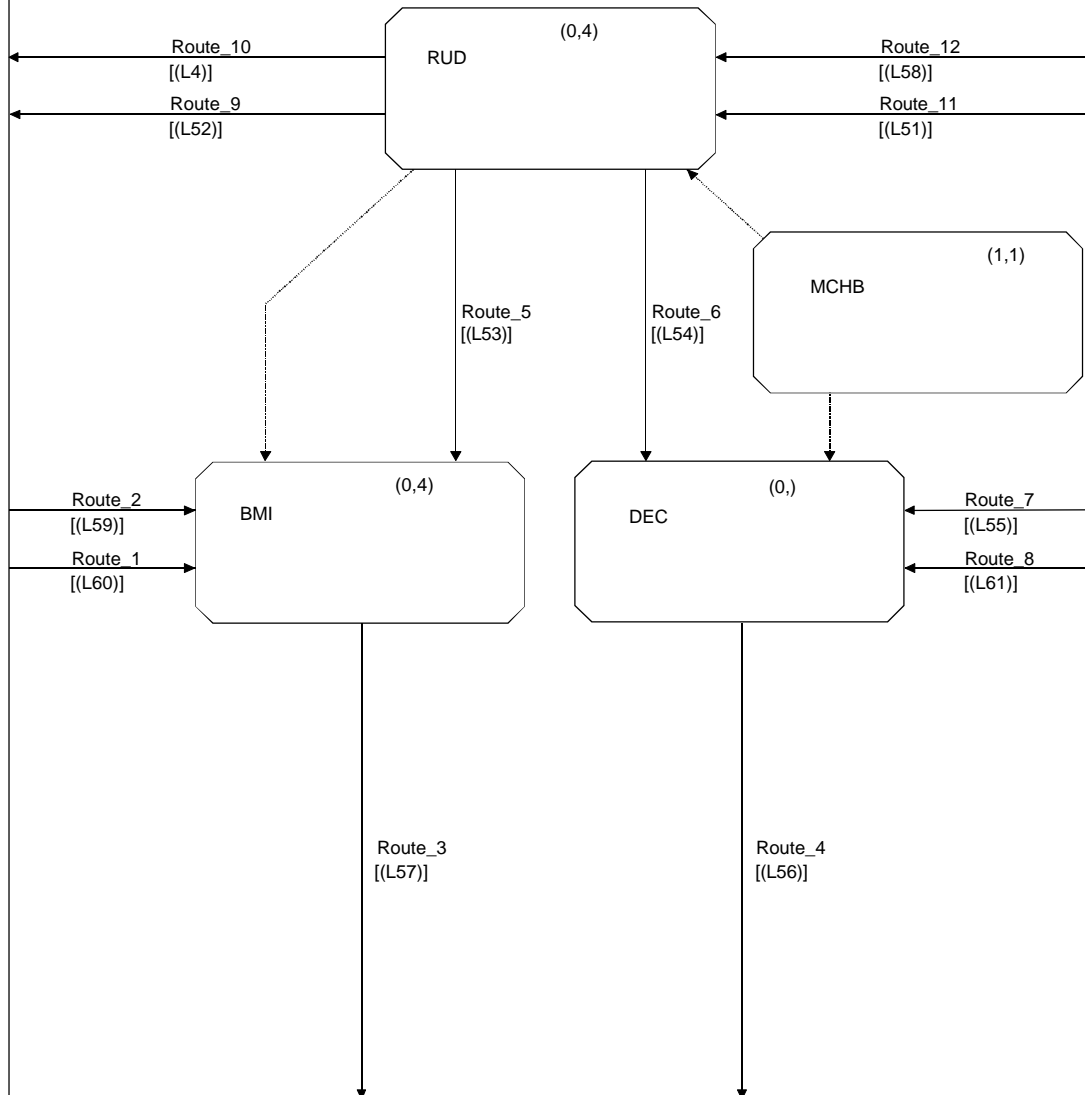 (0,4)
RUD
Route_10
[(L4)]
Route_9
[(L52)]
Route_12
[(L58)]
Route_11
[(L51)]
(1,1)
MCHB
Route_5
[(L53)]
Route_6
[(L54)]
(0,4)
BMI
(0,)
DEC
Route_2
[(L59)]
Route_1
[(L60)]
Route_7
[(L55)]
Route_8
[(L61)]
Route_3
[(L57)]
Route_4
[(L56)]